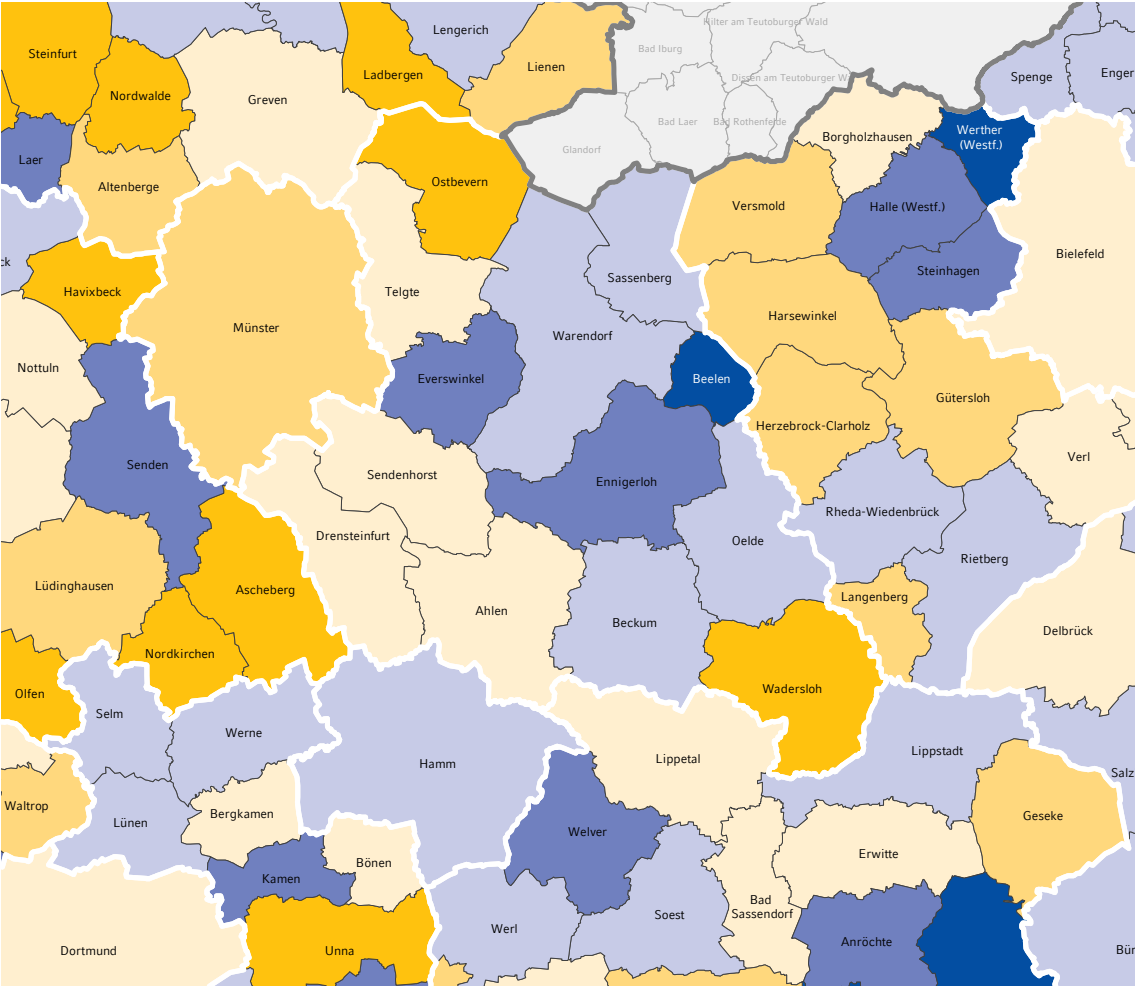 Hilter am Teutoburger Wald
Lengerich
Bad Iburg
Steinfurt
Lienen
Ladbergen
Dissen am Teutoburger W
Spenge
Enger
Nordwalde
Greven
Bad Laer
Bad Rothenfelde
Borgholzhausen
Werther
(Westf.)
Glandorf
Laer
Altenberge
Ostbevern
Versmold
Halle (Westf.)
Bielefeld
ck
Steinhagen
Sassenberg
Havixbeck
Telgte
Harsewinkel
Münster
Warendorf
Nottuln
Everswinkel
Beelen
Gütersloh
Herzebrock-Clarholz
Verl
Senden
Sendenhorst
Ennigerloh
Rheda-Wiedenbrück
Drensteinfurt
Oelde
Rietberg
Lüdinghausen
Ascheberg
Langenberg
Ahlen
Beckum
Delbrück
Nordkirchen
Olfen
Wadersloh
Selm
Werne
Lippstadt
Lippetal
Hamm
Salz
Waltrop
Bergkamen
Geseke
Lünen
Welver
Erwitte
Bönen
Kamen
Bad
Sassendorf
Soest
Werl
Anröchte
Dortmund
Unna
Bür